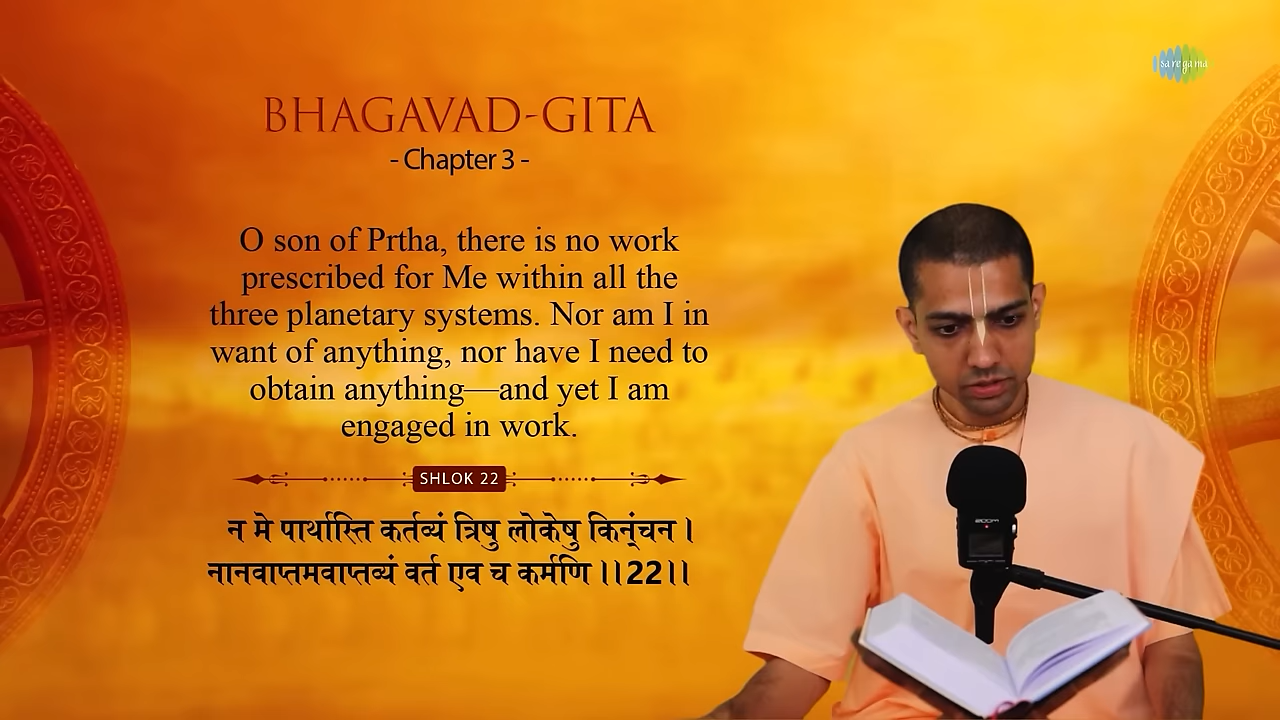 saregama
BHAGAVAD-GITA
- Chapter 3 -
O son of Prtha, there is no work
prescribed for Me within all the
three planetary systems. Nor am I in
want of anything, nor have I need to
obtain anything—and yet I am
engaged in work.
SHLOK 22
न मे पार्थास्ति कर्तव्यं त्रिषु लोकेषु किन्ंचन ।
नानवाप्तमवाप्तव्यं वर्त एव च कर्मणि ।।22।।
zoom